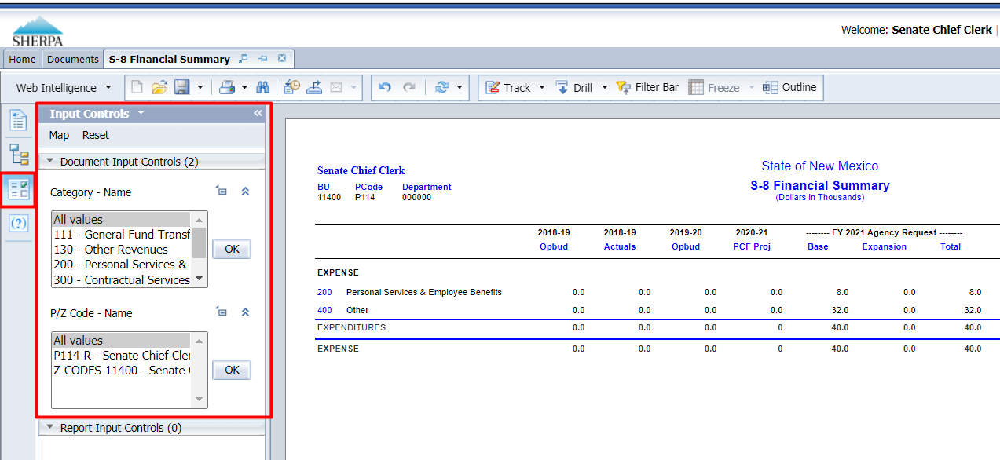 SHERPA
Welcome: Senate Chief Clerk |
Home Documents S-8 Financial Summary
Web Intelligence Track Drill Filter Bar Freeze Outline
Input Controls
Map Reset
Document Input Controls (2)
Category - Name
All values
111 - General Fund Transf
130 - Other Revenues
200 - Personal Services &
300 - Contractual Services
OK
P/Z Code - Name
All values
P114-R - Senate Chief Cler
Z-CODES-11400 - Senate
OK
Report Input Controls (0)
State of New Mexico
Senate Chief Clerk
S-8 Financial Summary
BU PCode Department
11400 P114 000000
(Dollars in Thousands)
2018-19 2018-19 2019-20 2020-21 -------- FY 2021 Agency Request --------
Opbud Actuals Opbud PCF Proj Base Expansion Total
EXPENSE
200 Personal Services & Employee Benefits 0.0 0.0 0.0 0.0 8.0 0.0 8.0
400 Other 0.0 0.0 0.0 0.0 32.0 0.0 32.0
EXPENDITURES 0.0 0.0 0.0 0 40.0 0.0 40.0
EXPENSE 0.0 0.0 0.0 0 40.0 0.0 40.0